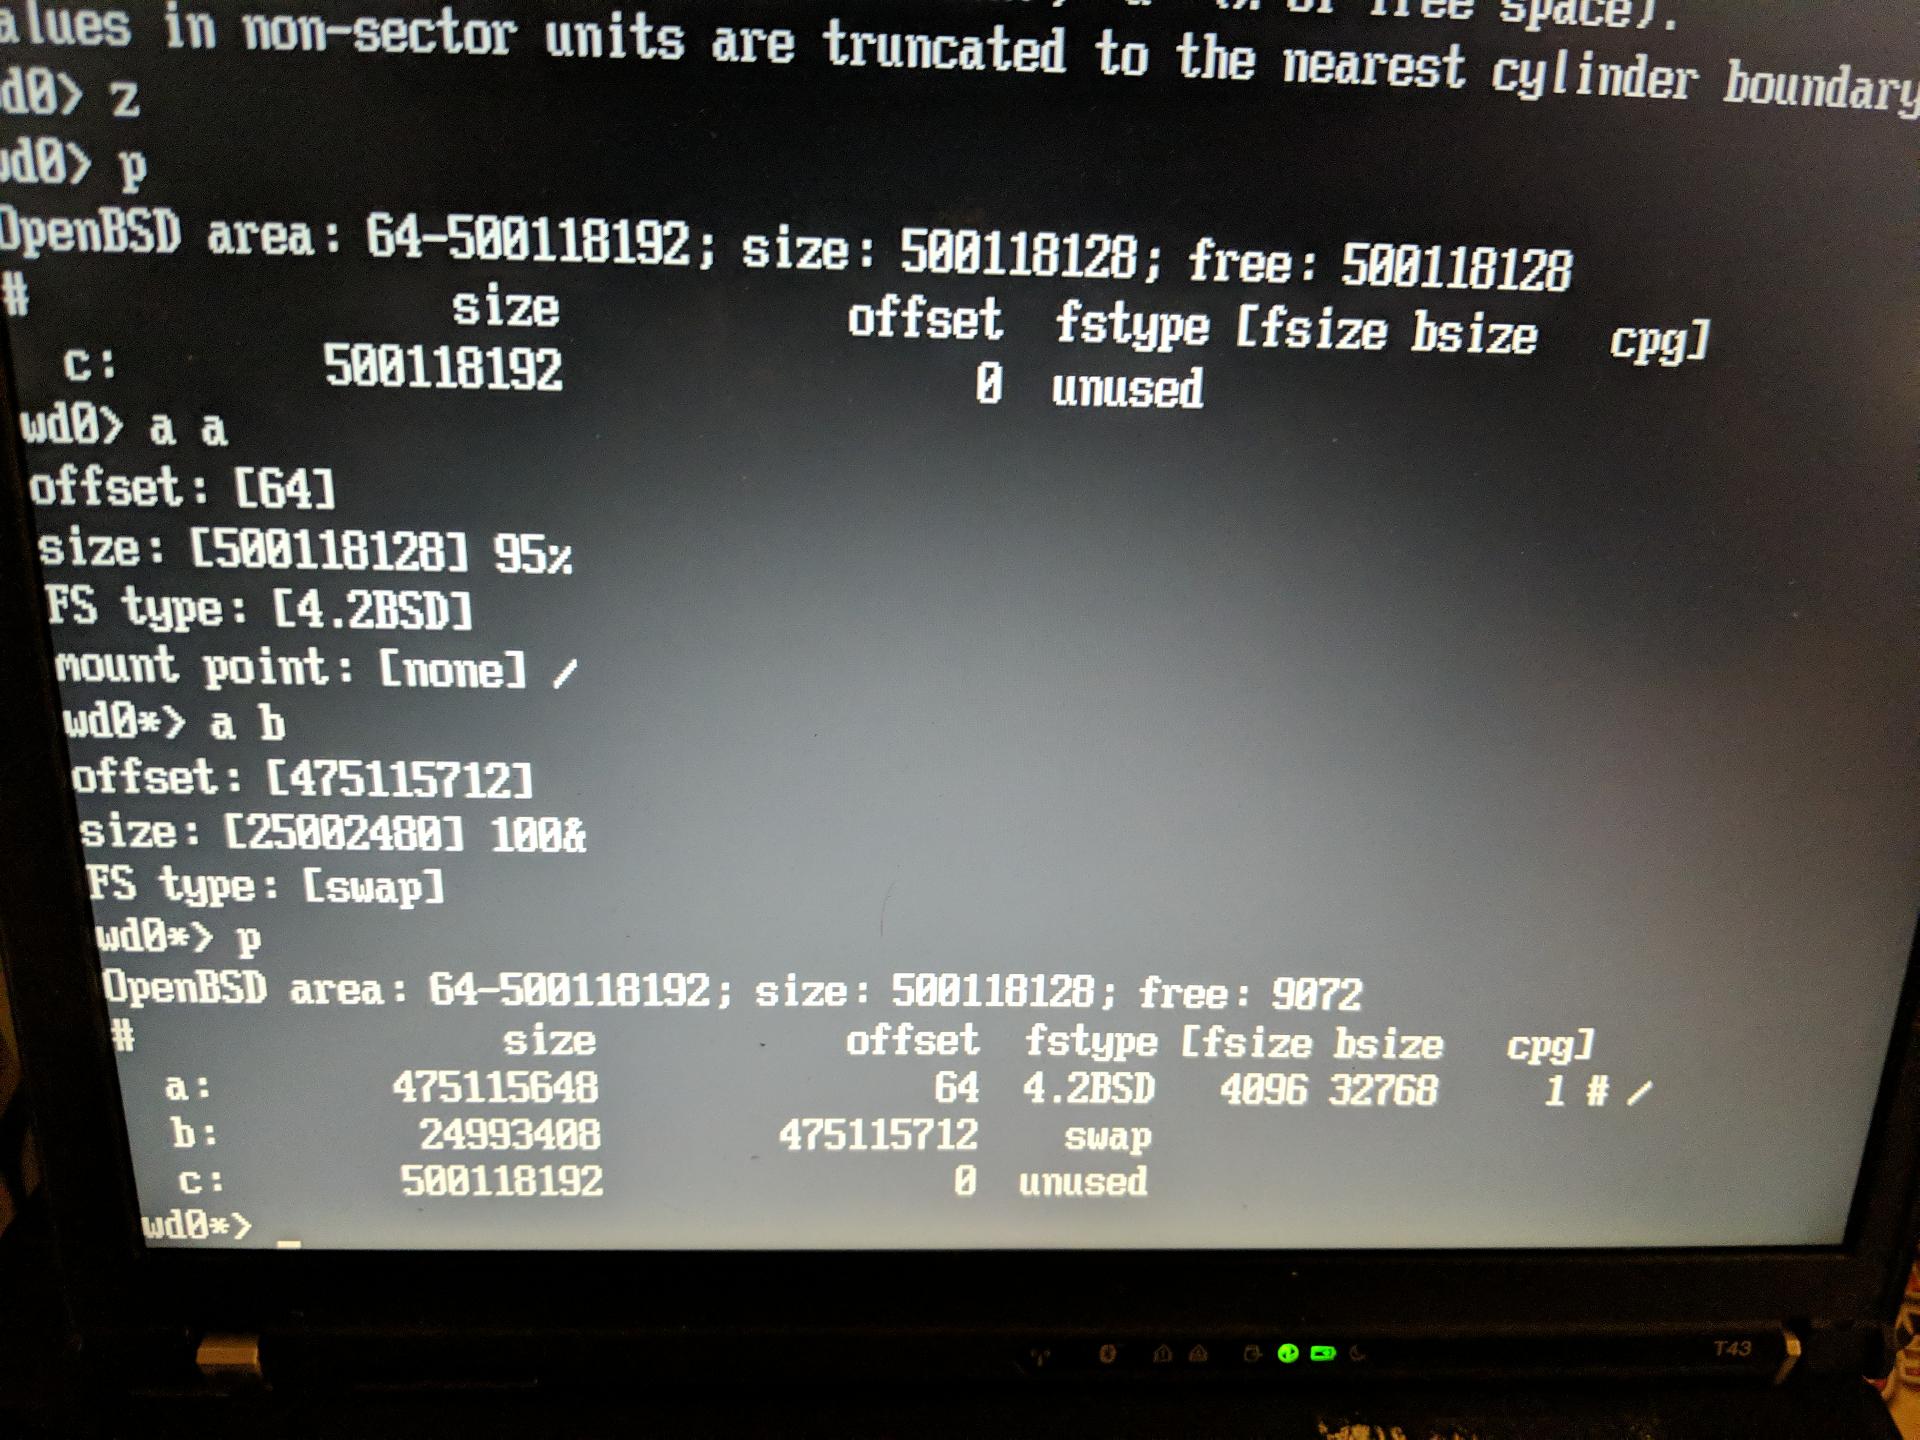 (% of free space).
alues in non-sector units are truncated to the nearest cylinder boundary
d0> z
wd0> p
OpenBSD area: 64-500118192; size: 500118128; free: 500118128
# size offset fstype [fsize bsize cpg]
c: 500118192 0 unused
wd0> a a
offset: [64]
size: [500118128] 95%
FS type: [4.2BSD]
mount point: [none] /
wd0*> a b
offset: [475115712]
size: [25002480] 100&
FS type: [swap]
wd0*> p
OpenBSD area: 64-500118192; size: 500118128; free: 9072
# size offset fstype [fsize bsize cpg]
a: 475115648 64 4.2BSD 4096 32768 1 # /
b: 24993408 475115712 swap
c: 500118192 0 unused
wd0*> _
T43